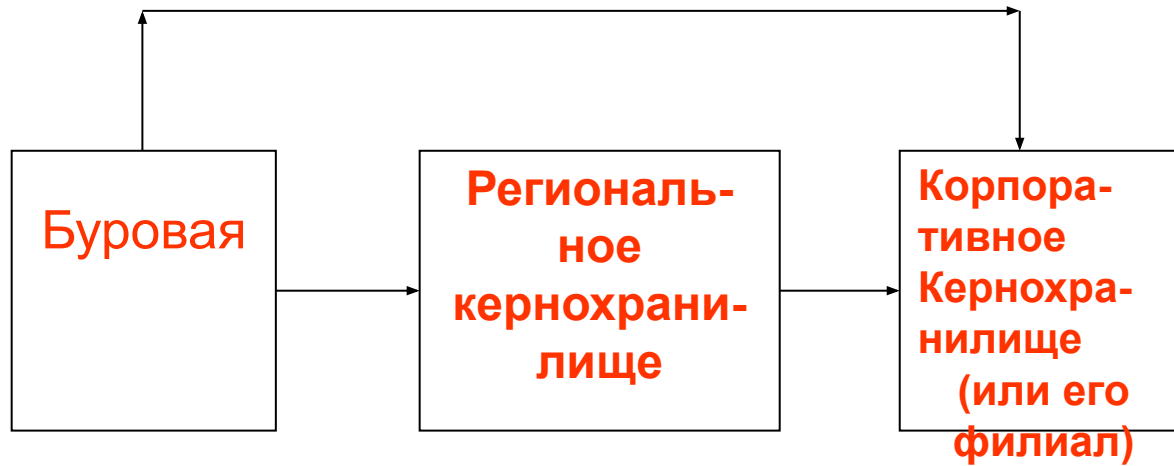 Буровая
Региональ-
ное
кернохрани-
лище
Корпора-
тивное
Кернохра-
нилище
(или его
филиал)